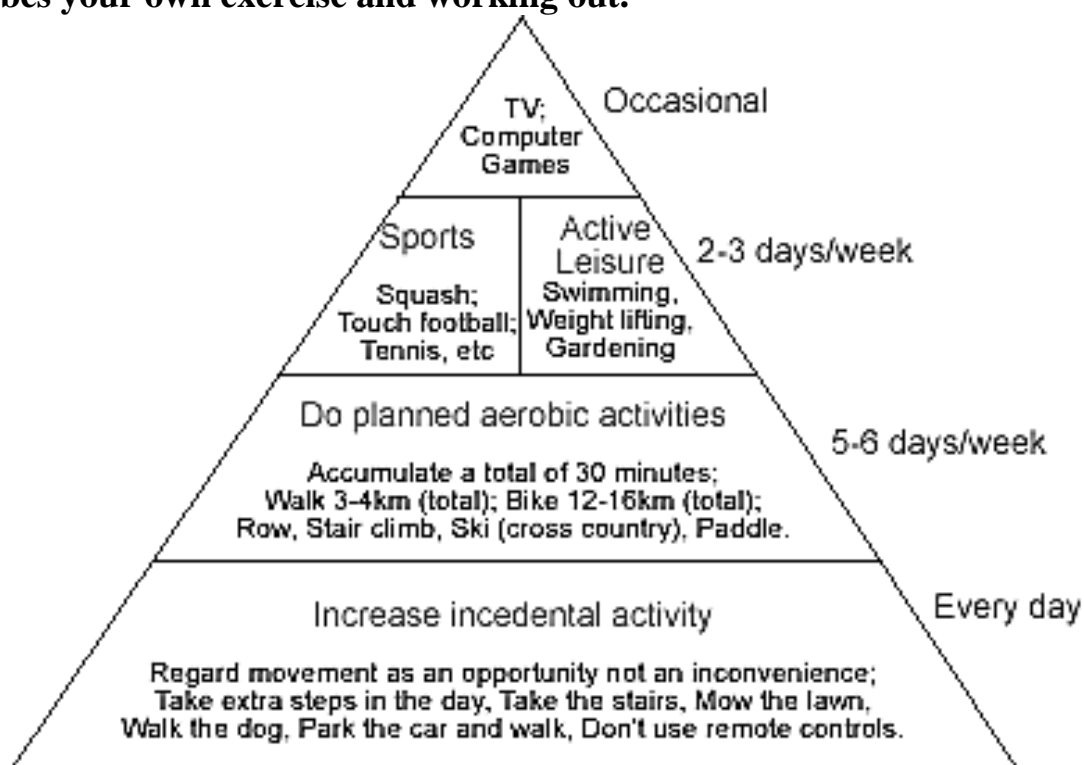 your own exercise and working out.
TV;
Computer
Games
Occasional
Sports
Squash;
Touch football;
Tennis, etc
Active
Leisure
Swimming,
Weight lifting,
Gardening
2-3 days/week
Do planned aerobic activities
Accumulate a total of 30 minutes;
Walk 3-4km (total); Bike 12-16km (total);
Row, Stair climb, Ski (cross country), Paddle.
5-6 days/week
Increase incedental activity
Regard movement as an opportunity not an inconvenience;
Take extra steps in the day, Take the stairs, Mow the lawn,
Walk the dog, Park the car and walk, Don't use remote controls.
Every day